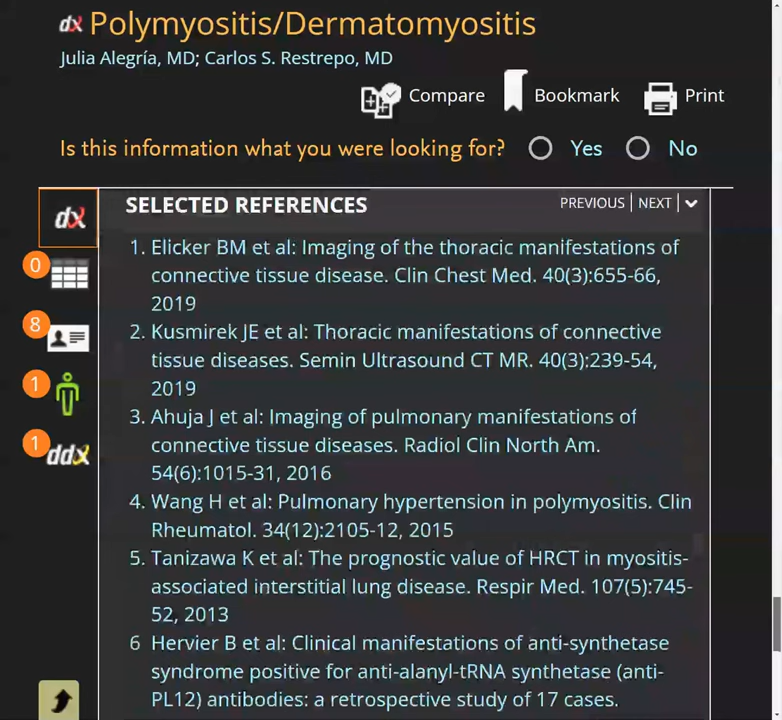 dx Polymyositis/Dermatomyositis
Julia Alegría, MD; Carlos S. Restrepo, MD
Compare Bookmark Print
Is this information what you were looking for? Yes No
dx
SELECTED REFERENCES PREVIOUS | NEXT |
0
8
1
1 ddx
1. Elicker BM et al: Imaging of the thoracic manifestations of
connective tissue disease. Clin Chest Med. 40(3):655-66,
2019
2. Kusmirek JE et al: Thoracic manifestations of connective
tissue diseases. Semin Ultrasound CT MR. 40(3):239-54,
2019
3. Ahuja J et al: Imaging of pulmonary manifestations of
connective tissue diseases. Radiol Clin North Am.
54(6):1015-31, 2016
4. Wang H et al: Pulmonary hypertension in polymyositis. Clin
Rheumatol. 34(12):2105-12, 2015
5. Tanizawa K et al: The prognostic value of HRCT in myositis-
associated interstitial lung disease. Respir Med. 107(5):745-
52, 2013
6 Hervier B et al: Clinical manifestations of anti-synthetase
syndrome positive for anti-alanyl-tRNA synthetase (anti-
PL12) antibodies: a retrospective study of 17 cases.